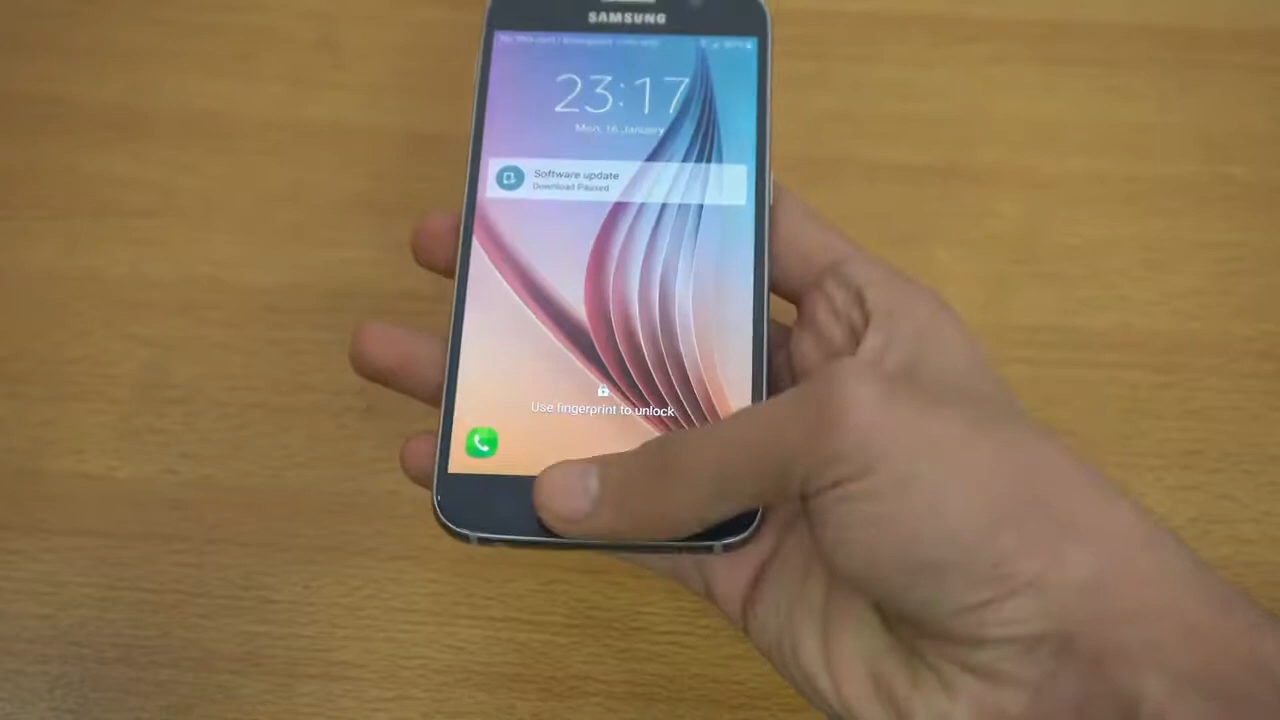 SAMSUNG
23:17
Mon, 16 January
Software update
Download Paused
Use fingerprint to unlock